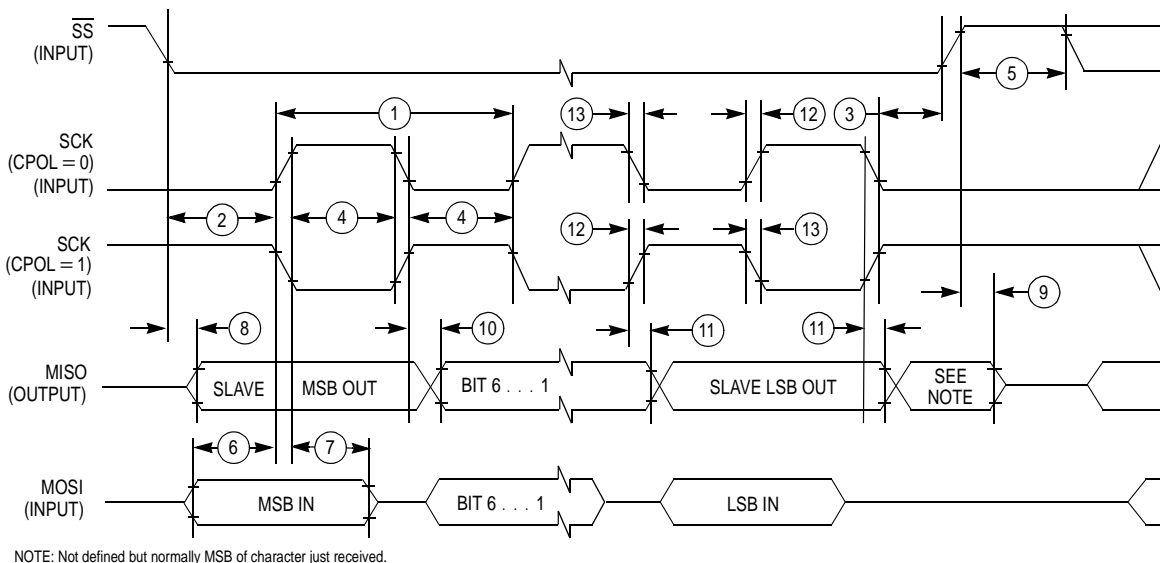 SS
(INPUT)
5
1
13
12
3
SCK
(CPOL = 0)
(INPUT)
2
4
4
SCK
(CPOL = 1)
(INPUT)
12
13
9
8
10
11
11
MISO
(OUTPUT)
SLAVE
MSB OUT
BIT 6 . . . 1
SLAVE LSB OUT
SEE
NOTE
6
7
MOSI
(INPUT)
MSB IN
BIT 6 . . . 1
LSB IN
NOTE: Not defined but normally MSB of character just received.